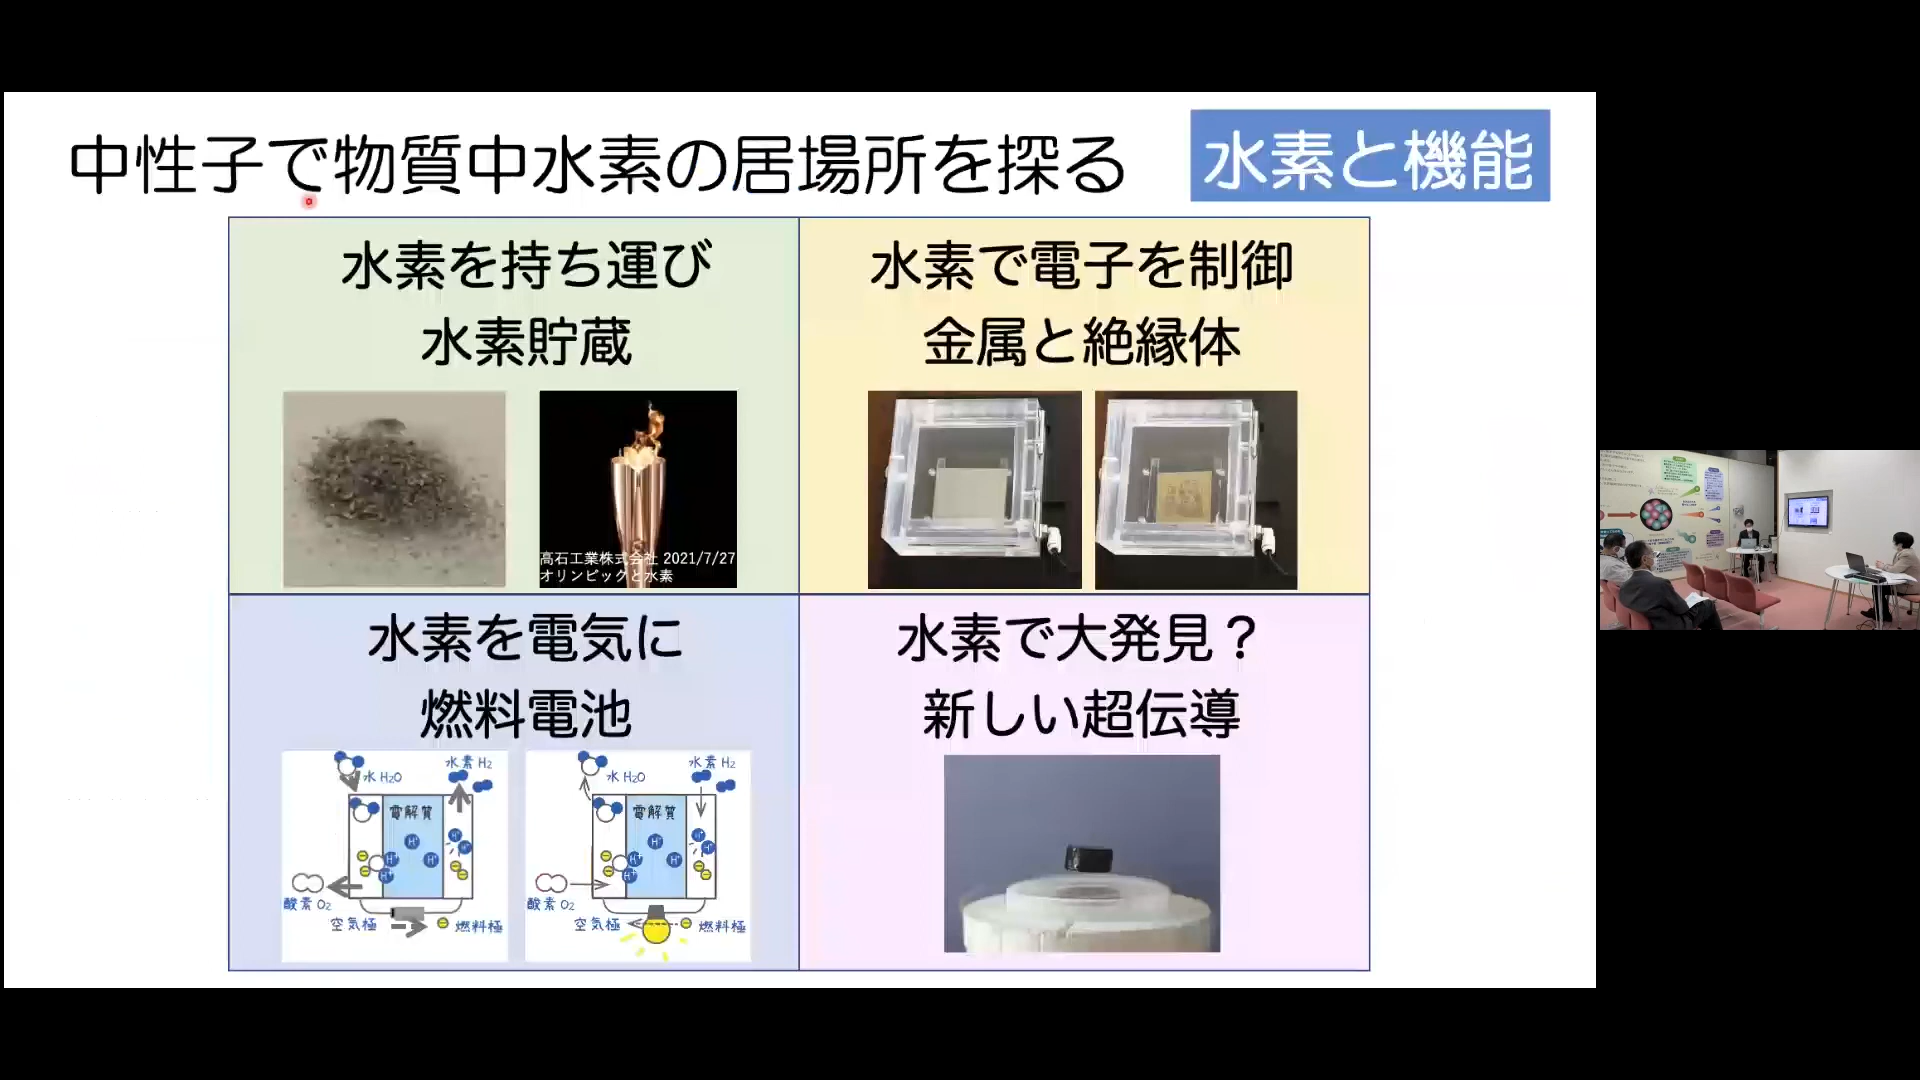 中性子で物質中水素の居場所を探る
水素と機能
水素を持ち運び
水素貯蔵
高石工業株式会社 2021/7/27
オリンピックと水素
水素で電子を制御
金属と絶縁体
水素を電気に
燃料電池
水 H2O
水素 H2
電解質
H+
H+
H+
H+
H+
H+
酸素 O2
空気極
燃料極
水 H2O
水素 H2
電解質
H+
H+
H+
H+
H+
H+
酸素 O2
空気極
燃料極
水素で大発見？
新しい超伝導